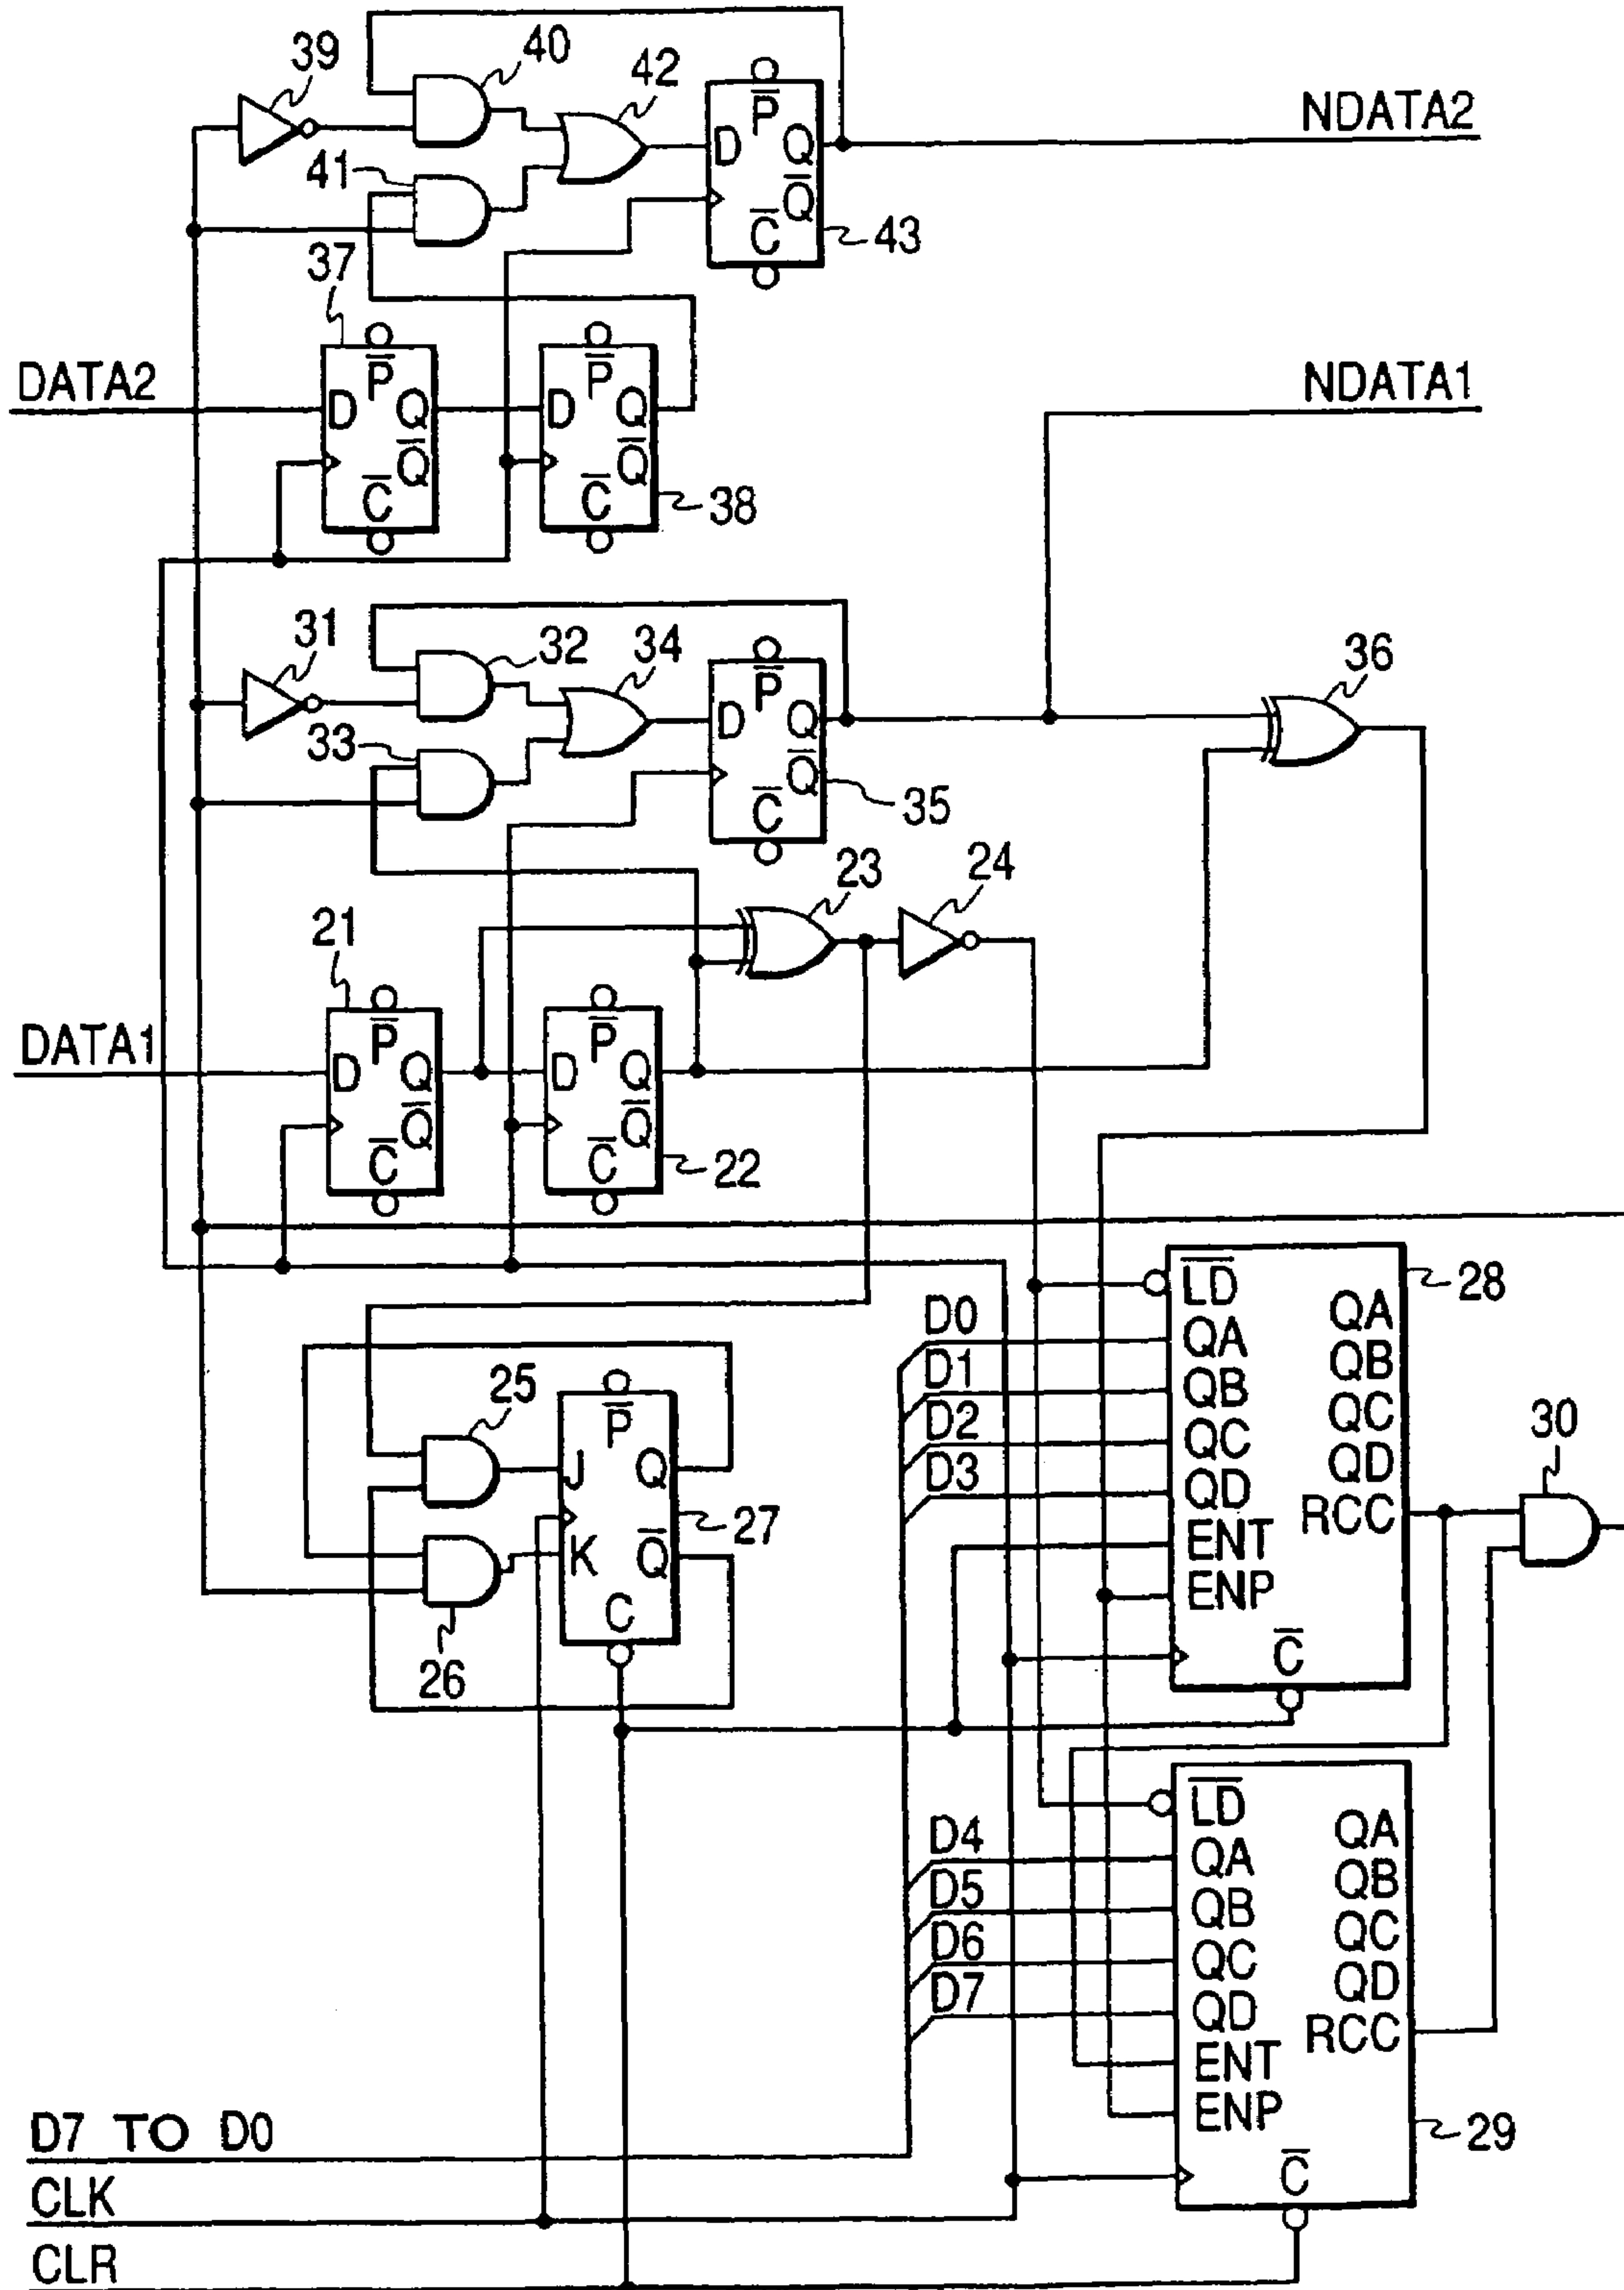 39
40
42
P̅
D Q
Q̅
C̅
43
NDATA2
41
37
DATA2
P̅
D Q
Q̅
C̅
P̅
D Q
Q̅
C̅
38
NDATA1
31
32
34
P̅
D Q
Q̅
C̅
35
36
33
23
24
21
DATA1
P̅
D Q
Q̅
C̅
P̅
D Q
Q̅
C̅
22
25
P̅
J Q
K Q̅
C
27
26
D0
D1
D2
D3
L̅D̅
QA QA
QB QB
QC QC
QD QD
ENT RCC
ENP
C̅
28
30
D4
D5
D6
D7
L̅D̅
QA QA
QB QB
QC QC
QD QD
ENT RCC
ENP
C̅
29
D7 TO D0
CLK
CLR